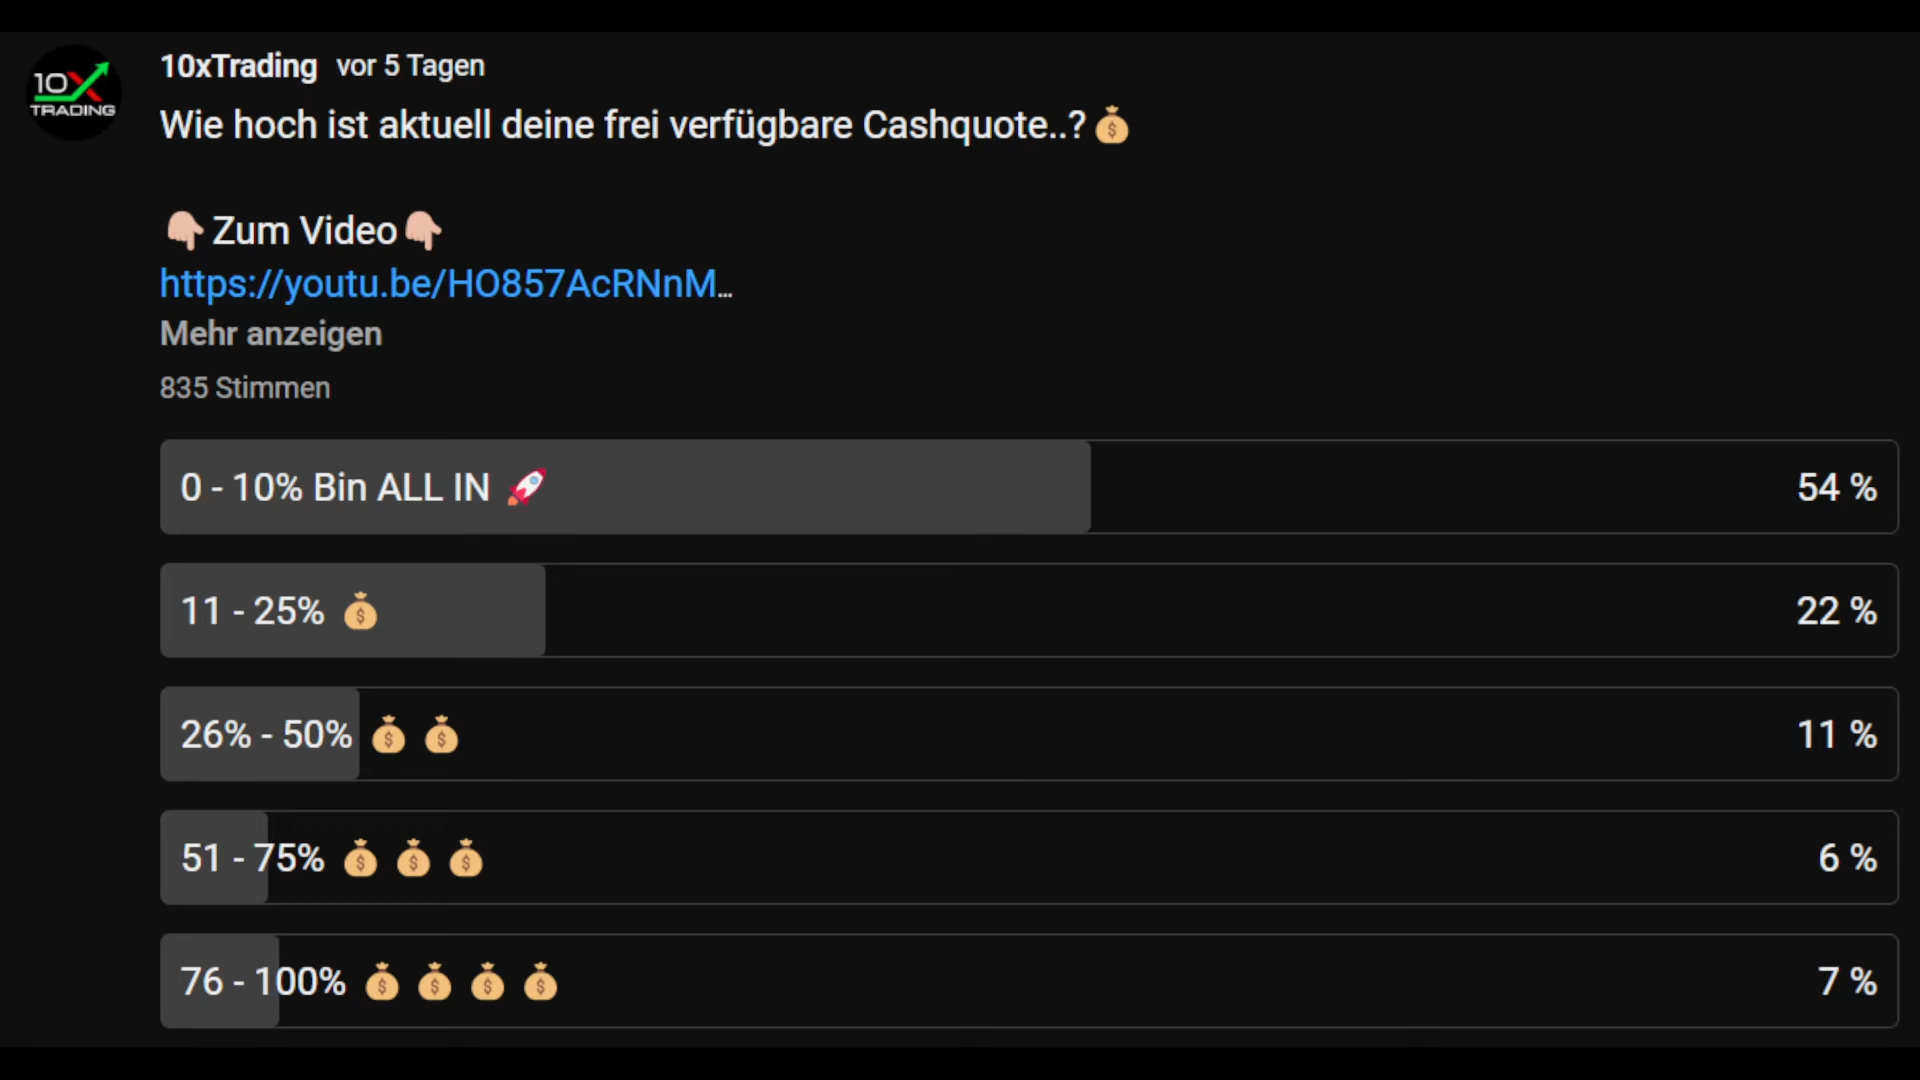 10X
TRADING
10xTrading vor 5 Tagen
Wie hoch ist aktuell deine frei verfügbare Cashquote..?💰
👇🏻Zum Video👇🏻
https://youtu.be/HO857AcRNnM...
Mehr anzeigen
835 Stimmen
0 - 10% Bin ALL IN 🚀 54 %
11 - 25% 💰 22 %
26% - 50% 💰 💰 11 %
51 - 75% 💰 💰 💰 6 %
76 - 100% 💰 💰 💰 💰 7 %